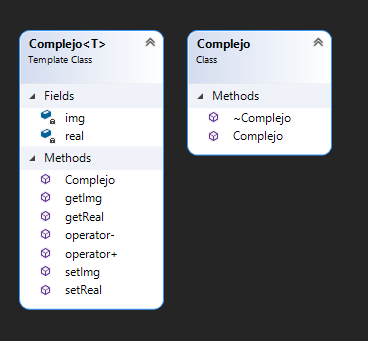 Complejo<T>
Template Class
Fields
img
real
Methods
Complejo
getImg
getReal
operator-
operator+
setImg
setReal
Complejo
Class
Methods
~Complejo
Complejo